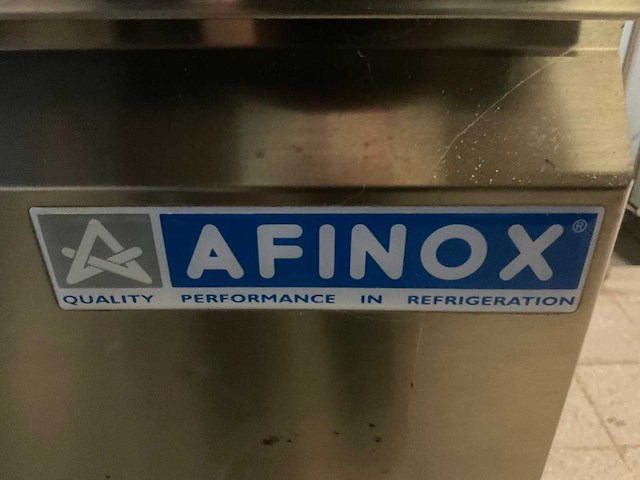 AFINOX®
QUALITY PERFORMANCE IN REFRIGERATION